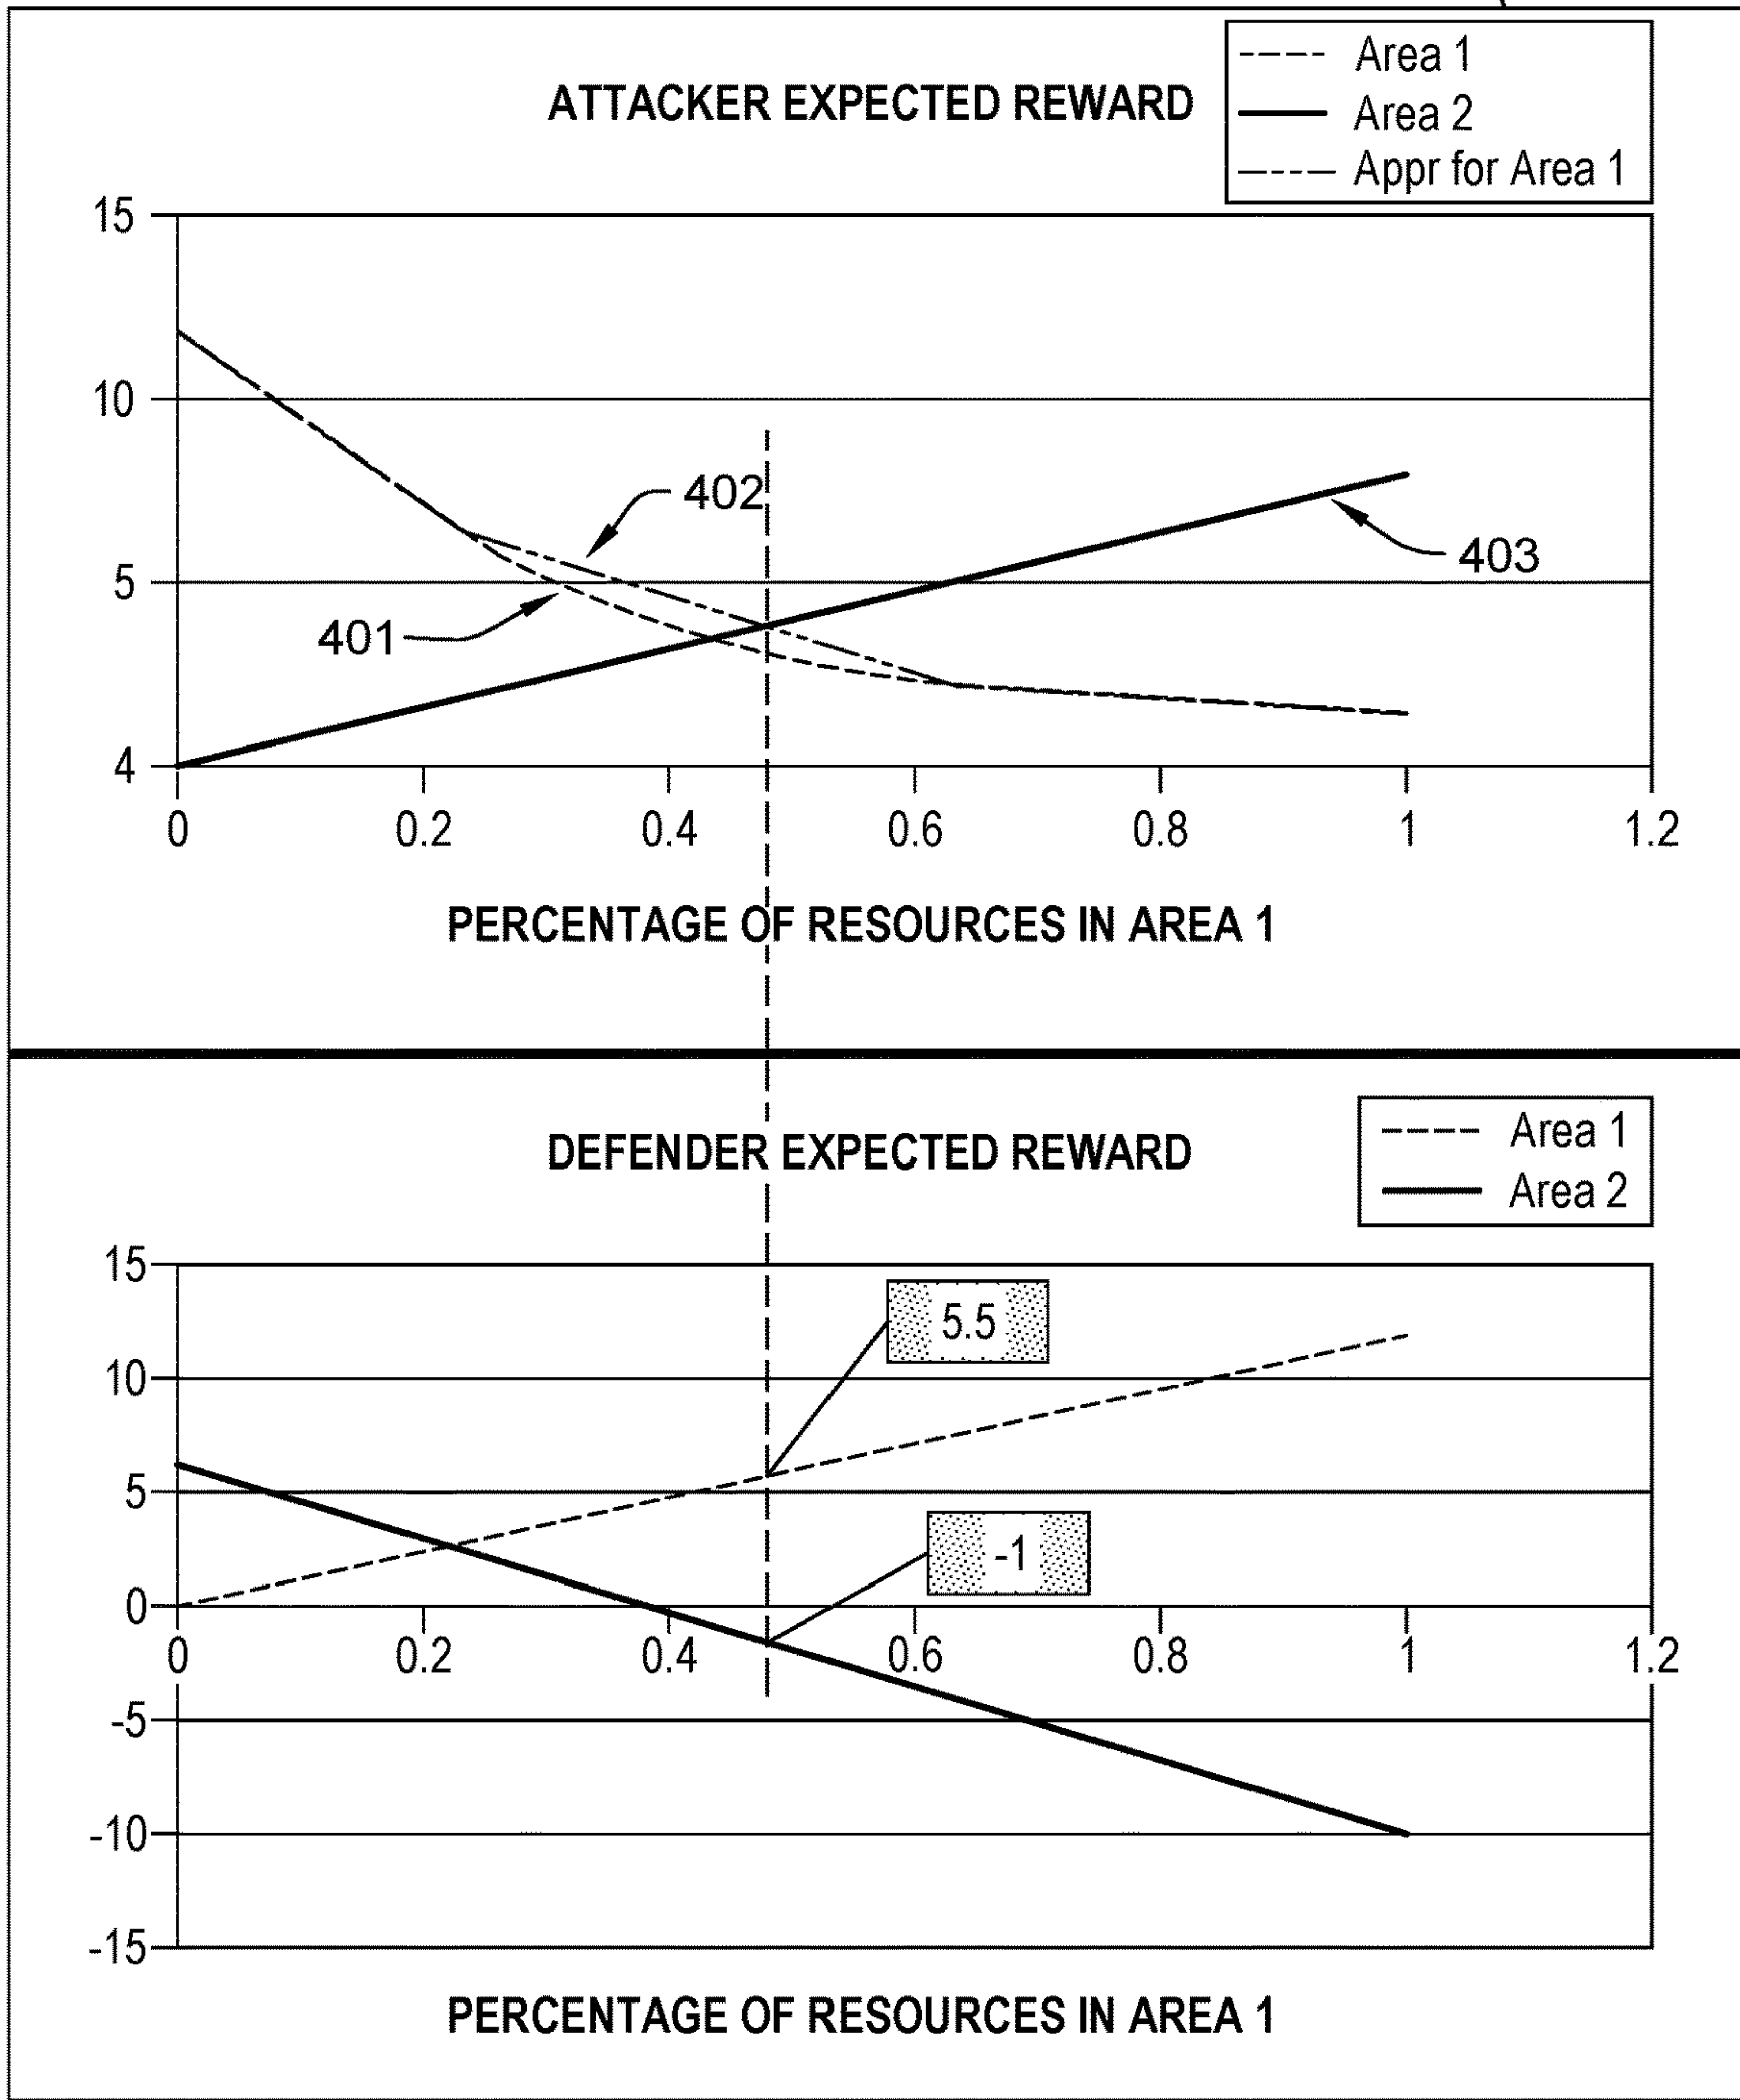 Area 1
ATTACKER EXPECTED REWARD
Area 2
Appr for Area 1
15
10
402
403
5
401
4
0 0.2 0.4 0.6 0.8 1 1.2
PERCENTAGE OF RESOURCES IN AREA 1
Area 1
DEFENDER EXPECTED REWARD
Area 2
15
5.5
10
5
-1
0
0 0.2 0.4 0.6 0.8 1 1.2
-5
-10
-15
PERCENTAGE OF RESOURCES IN AREA 1